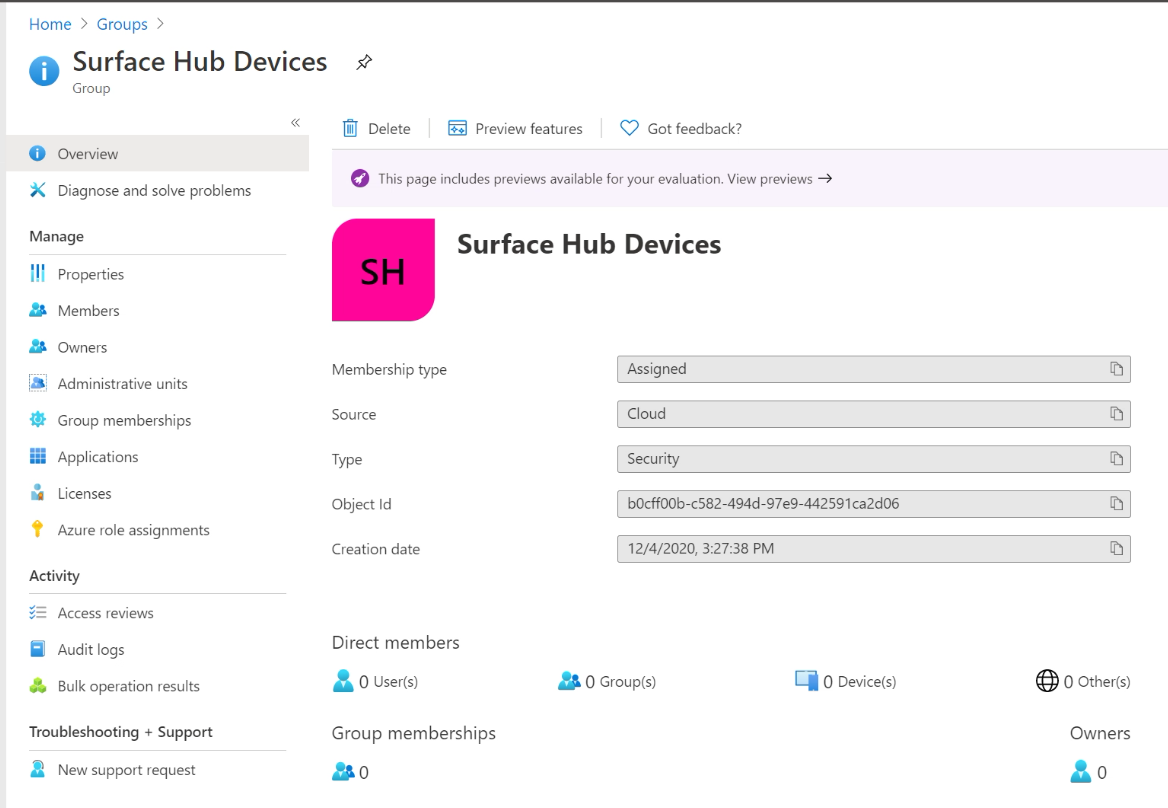 Home > Groups >
Surface Hub Devices
Group
«
Overview
Diagnose and solve problems
Manage
Properties
Members
Owners
Administrative units
Group memberships
Applications
Licenses
Azure role assignments
Activity
Access reviews
Audit logs
Bulk operation results
Troubleshooting + Support
New support request
Delete | Preview features | Got feedback?
This page includes previews available for your evaluation. View previews →
SH
Surface Hub Devices
Membership type Assigned
Source Cloud
Type Security
Object Id b0cff00b-c582-494d-97e9-442591ca2d06
Creation date 12/4/2020, 3:27:38 PM
Direct members
0 User(s) 0 Group(s) 0 Device(s) 0 Other(s)
Group memberships Owners
0 0